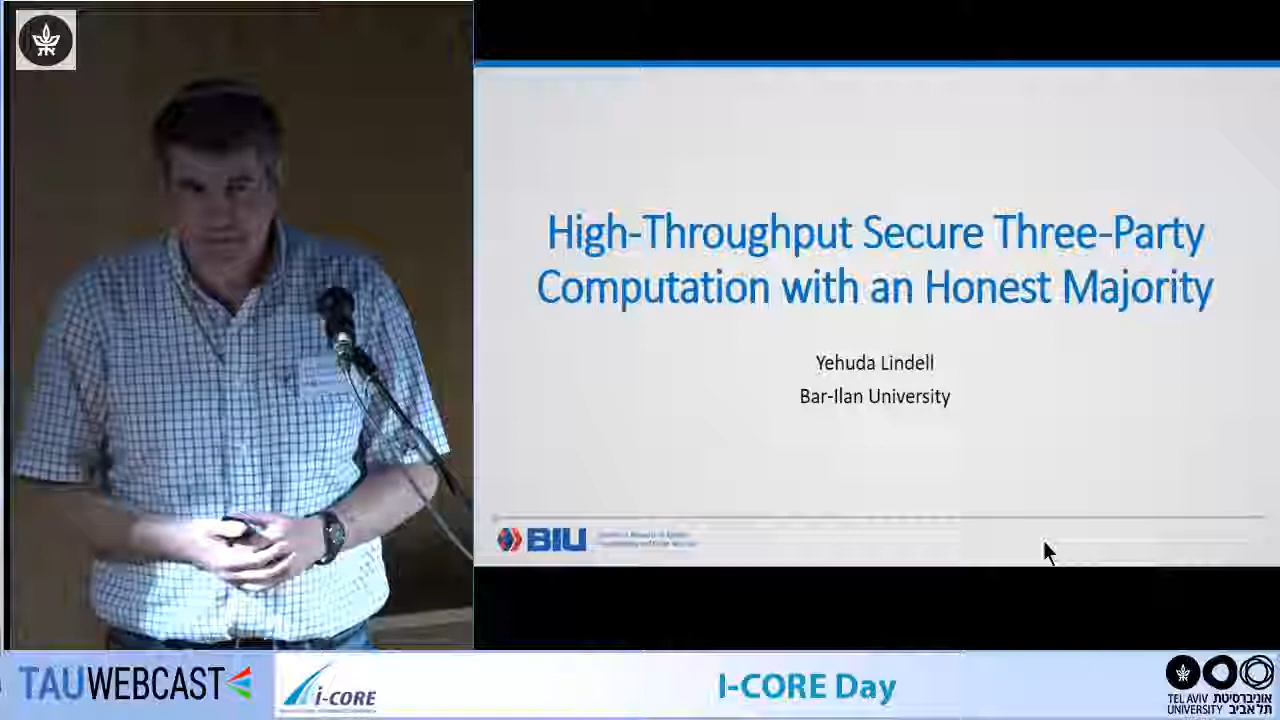 High-Throughput Secure Three-Party
Computation with an Honest Majority
Yehuda Lindell
Bar-Ilan University
BIU
TAUWEBCAST
i-CORE
I-CORE Day
TEL AVIV אוניברסיטת
UNIVERSITY תל אביב